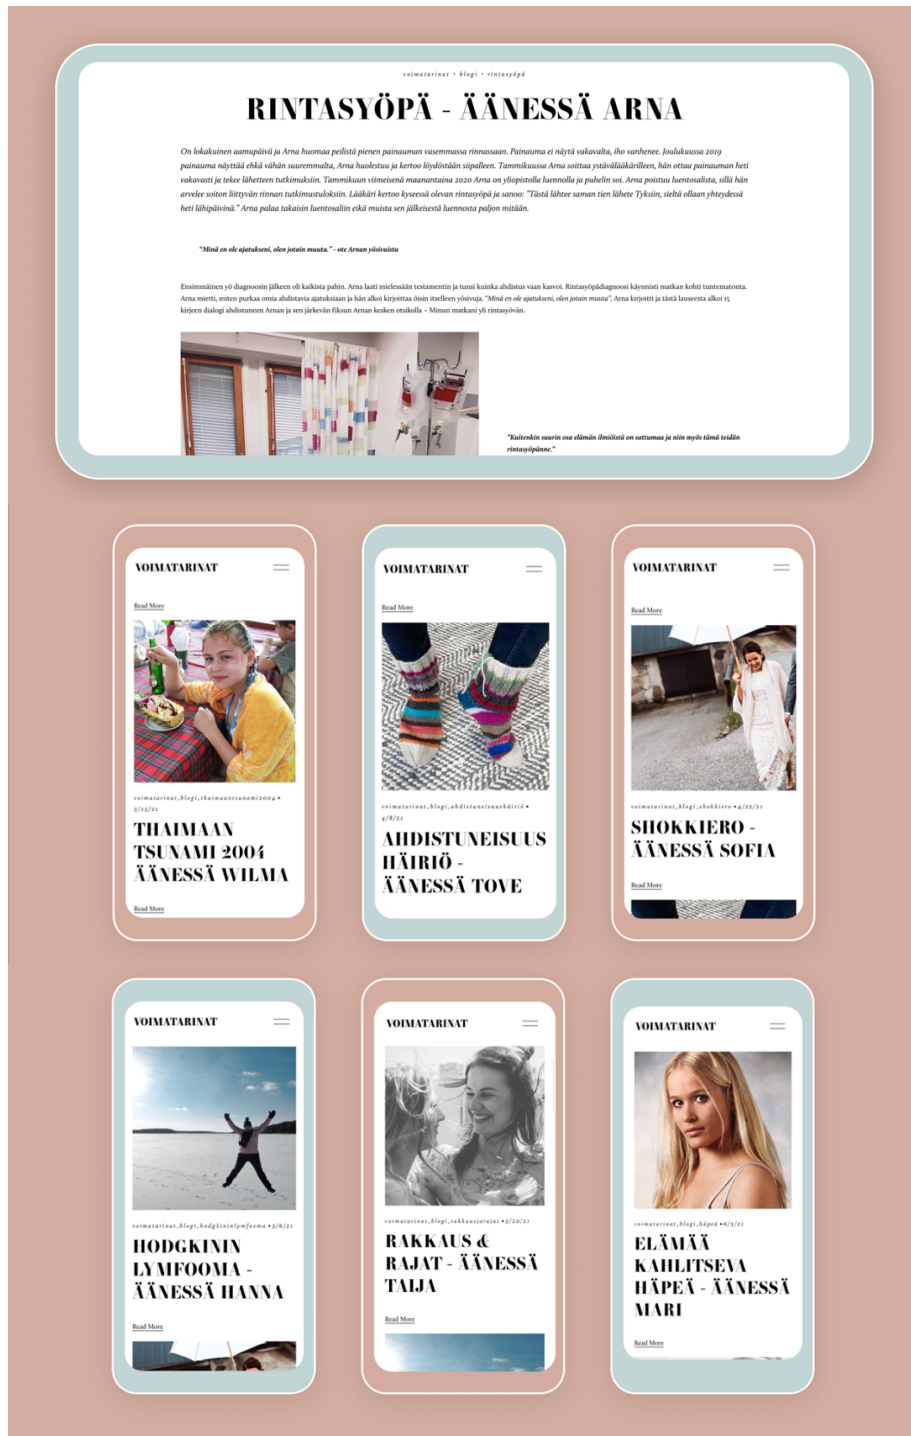 voimatarinat • blogi • rintasyöpä
RINTASYÖPÄ - ÄÄNESSÄ ARNA
On lokakuinen aamupäivä ja Arna huomaa peilistä pienen painauman vasemmassa rinnassaan. Painauma ei näytä vakavalta, iho vanhenee. Joulukuussa 2019
painauma näyttää ehkä vähän suuremmalta, Arna huolestuu ja kertoo löydöstään siipalleen. Tammikuussa Arna soittaa ystävälääkärilleen, hän ottaa painauman heti
vakavasti ja tekee lähetteen tutkimuksiin. Tammikuun viimeisenä maanantaina 2020 Arna on yliopistolla luennolla ja puhelin soi. Arna poistuu luentosalista, sillä hän
arvelee soiton liittyvän rinnan tutkimustuloksiin. Lääkäri kertoo kyseessä olevan rintasyöpä ja sanoo: "Tästä lähtee saman tien lähete Tyksiin, sieltä ollaan yhteydessä
heti lähipäivinä." Arna palaa takaisin luentosaliin eikä muista sen jälkeisestä luennosta paljon mitään.
"Minä en ole ajatukseni, olen jotain muuta." - ote Arnan yösivuista
Ensimmäinen yö diagnoosin jälkeen oli kaikista pahin. Arna laati mielessään testamentin ja tunsi kuinka ahdistus vaan kasvoi. Rintasyöpädiagnoosi käynnisti matkan kohti tuntematonta.
Arna mietti, miten purkaa omia ahdistavia ajatuksiaan ja hän alkoi kirjoittaa öisin itselleen yösivuja. "Minä en ole ajatukseni, olen jotain muuta", Arna kirjoitti ja tästä lauseesta alkoi 15
kirjeen dialogi ahdistuneen Arnan ja sen järkevän fiksun Arnan kesken otsikolla – Minun matkani yli rintasyövän.
"Kuitenkin suurin osa elämän ilmiöistä on sattumaa ja niin myös tämä teidän
rintasyöpänne."
VOIMATARINAT
Read More
voimatarinat,blogi,thaimaantsunami2004 •
3/25/21
THAIMAAN
TSUNAMI 2004
ÄÄNESSÄ WILMA
Read More
VOIMATARINAT
Read More
voimatarinat,blogi,ahdistuneisuushäiriö •
4/8/21
AHDISTUNEISUUS
HÄIRIÖ -
ÄÄNESSÄ TOVE
VOIMATARINAT
Read More
voimatarinat,blogi,shokkiero • 4/22/21
SHOKKIERO -
ÄÄNESSÄ SOFIA
Read More
VOIMATARINAT
voimatarinat,blogi,hodgkininlymfooma • 5/6/21
HODGKININ
LYMFOOMA -
ÄÄNESSÄ HANNA
Read More
VOIMATARINAT
voimatarinat,blogi,rakkausjarajat • 5/20/21
RAKKAUS &
RAJAT - ÄÄNESSÄ
TAIJA
Read More
VOIMATARINAT
voimatarinat,blogi,häpeä • 6/3/21
ELÄMÄÄ
KAHLITSEVA
HÄPEÄ - ÄÄNESSÄ
MARI
Read More